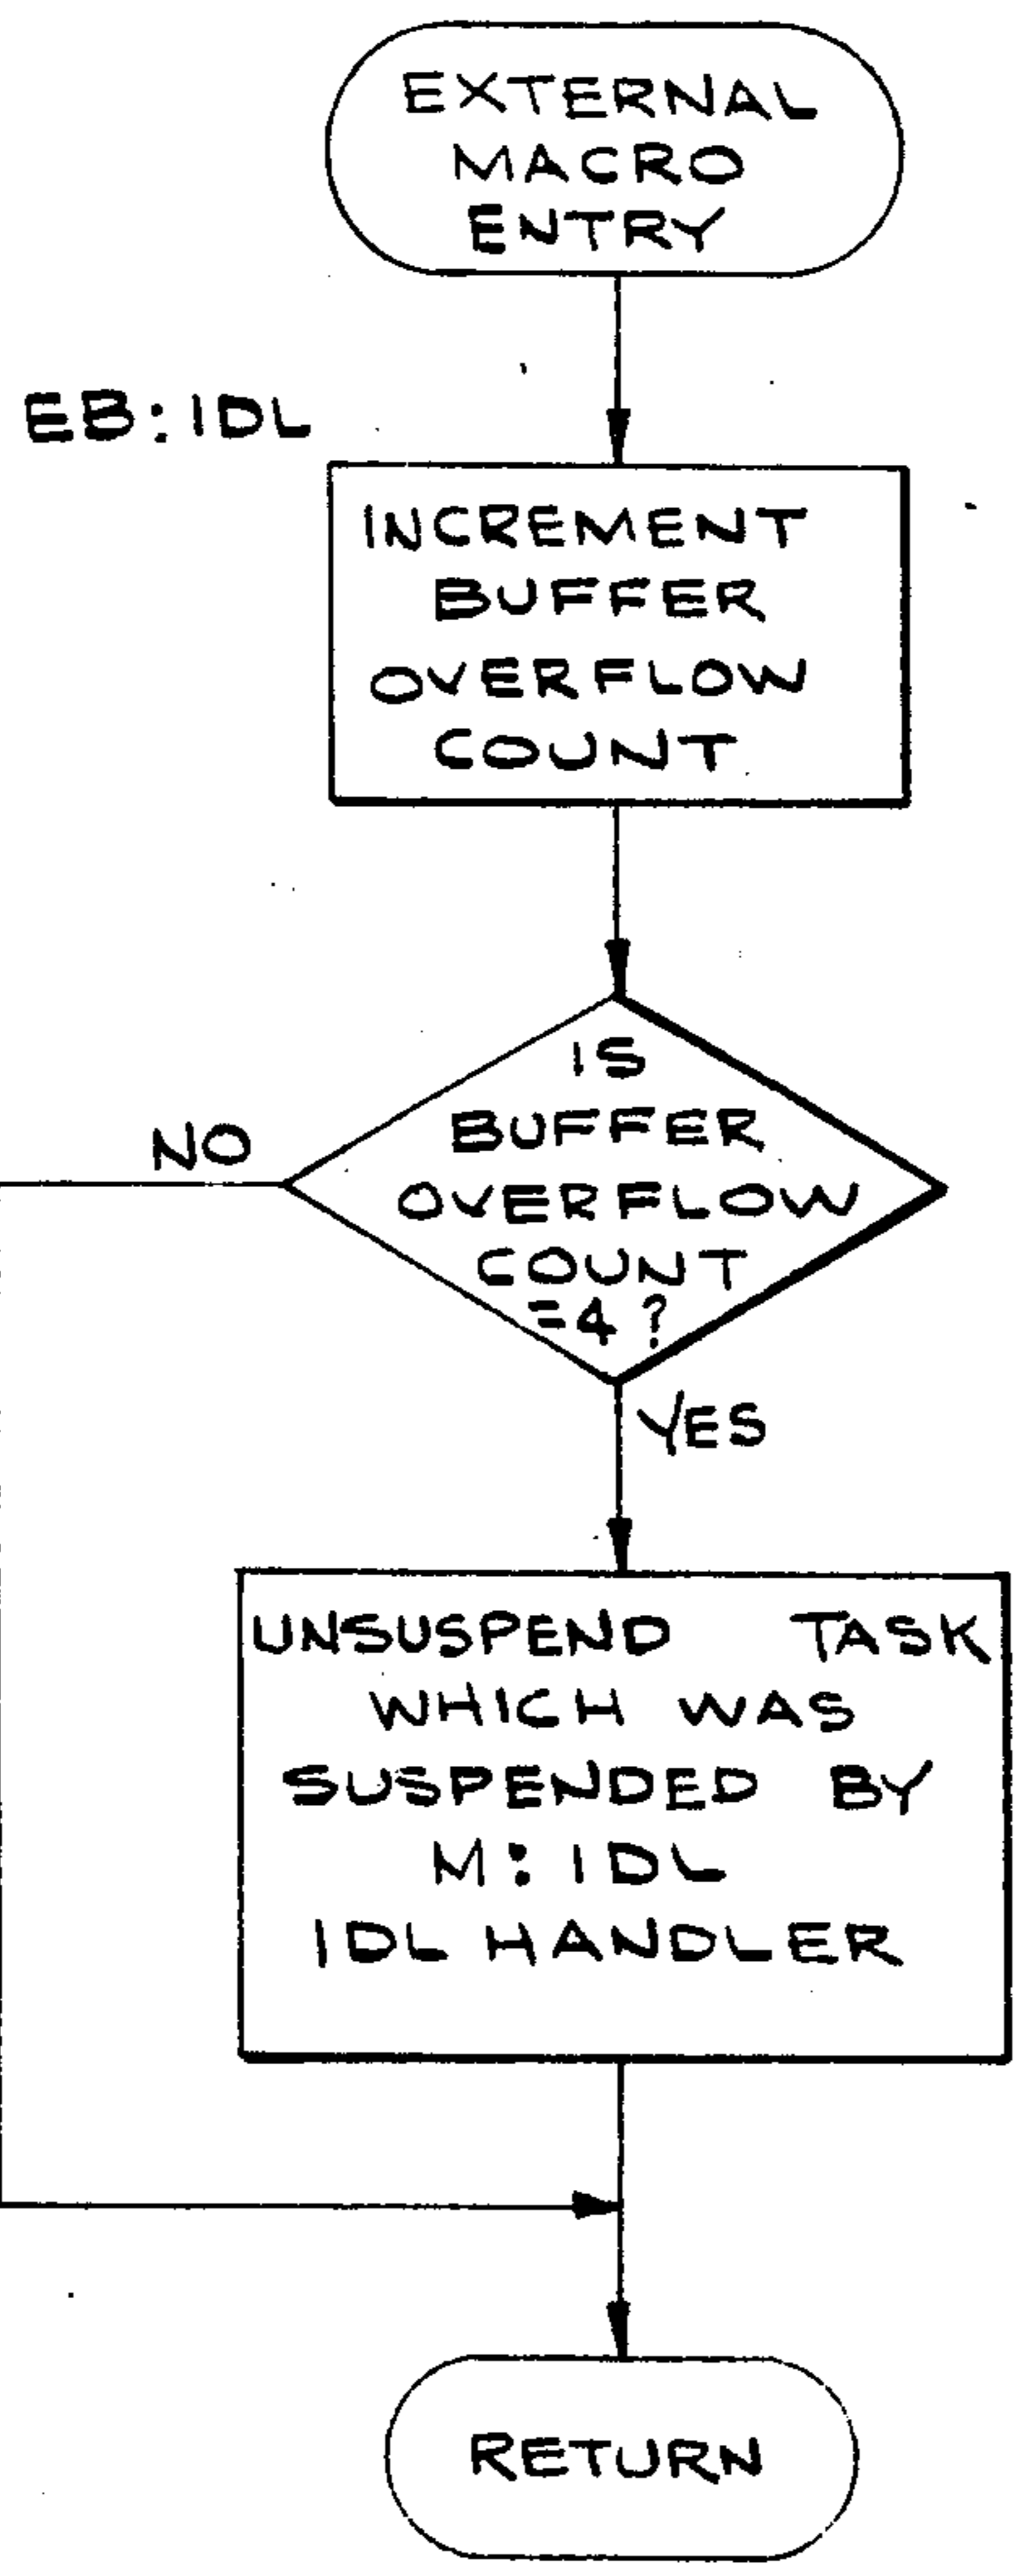 EXTERNAL
MACRO
ENTRY
EB:IDL
INCREMENT
BUFFER
OVERFLOW
COUNT
IS
BUFFER
OVERFLOW
COUNT
=4?
NO
YES
UNSUSPEND TASK
WHICH WAS
SUSPENDED BY
M:IDL
IDL HANDLER
RETURN